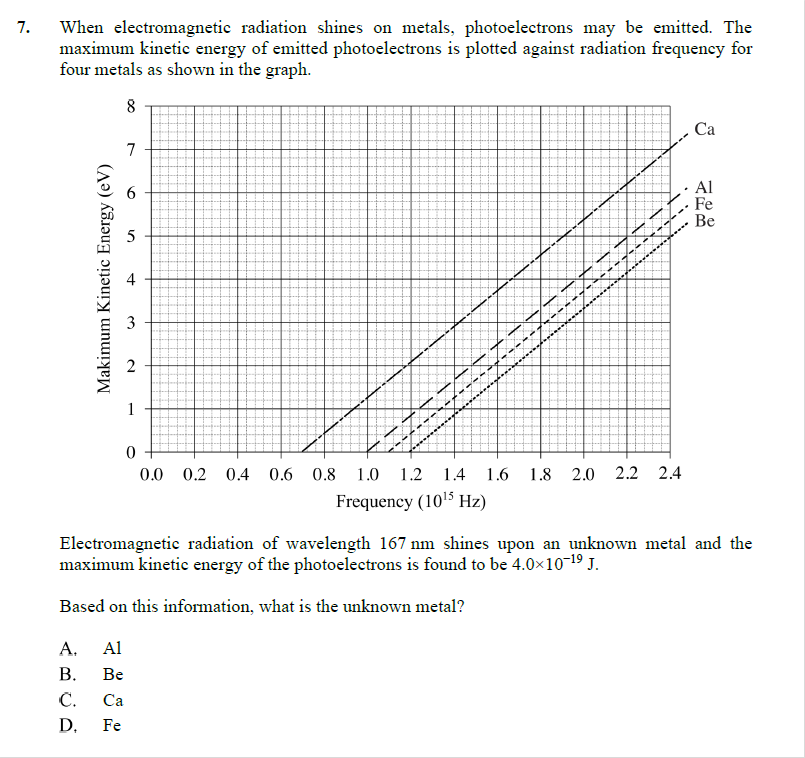 7. When electromagnetic radiation shines on metals, photoelectrons may be emitted. The
maximum kinetic energy of emitted photoelectrons is plotted against radiation frequency for
four metals as shown in the graph.
8
7
6
5
4
3
2
1
0
Makimum Kinetic Energy (eV)
Ca
Al
Fe
Be
0.0 0.2 0.4 0.6 0.8 1.0 1.2 1.4 1.6 1.8 2.0 2.2 2.4
Frequency (10¹⁵ Hz)
Electromagnetic radiation of wavelength 167 nm shines upon an unknown metal and the
maximum kinetic energy of the photoelectrons is found to be 4.0×10⁻¹⁹ J.
Based on this information, what is the unknown metal?
A. Al
B. Be
C. Ca
D. Fe